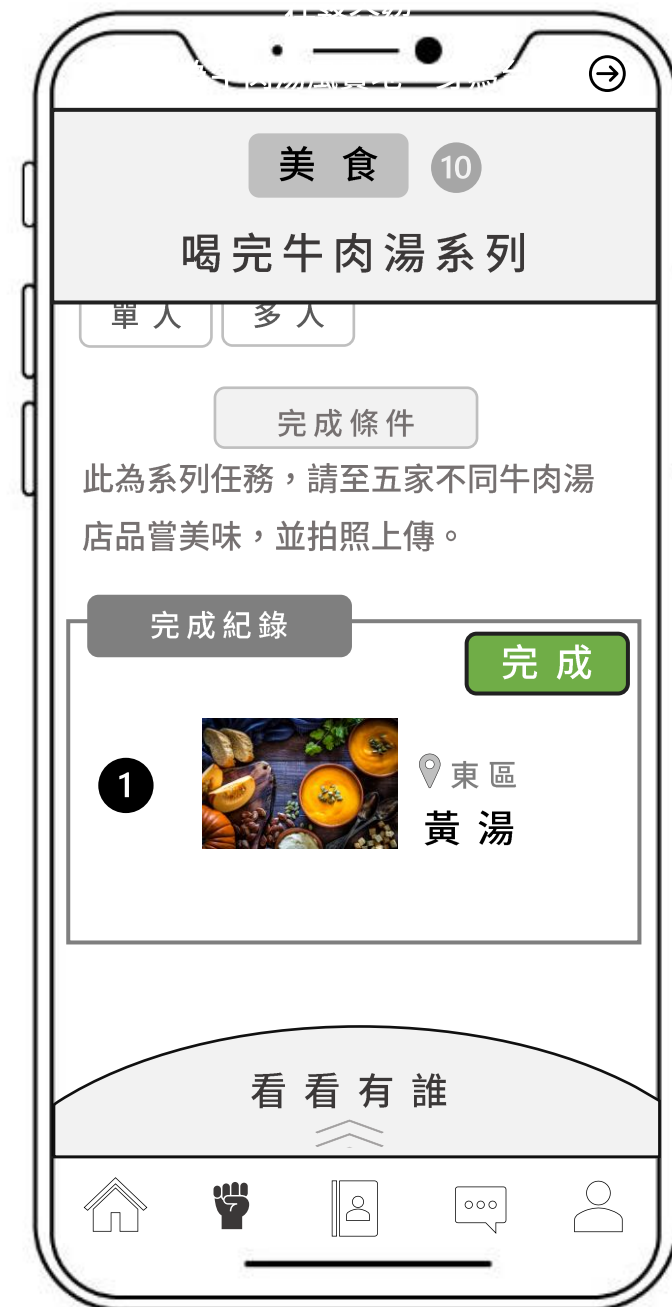 美食 10
喝完牛肉湯系列
單人 多人
完成條件
此為系列任務，請至五家不同牛肉湯
店品嘗美味，並拍照上傳。
完成紀錄
完成
1
東區
黃湯
看看有誰